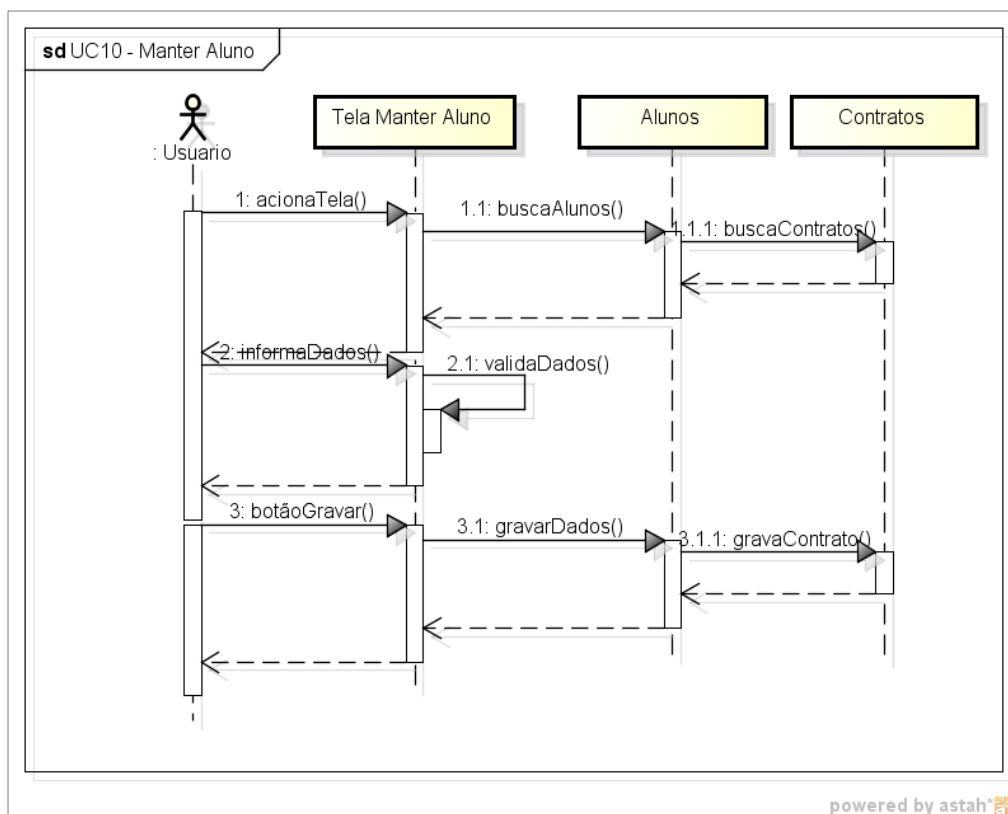 sd UC10 - Manter Aluno
: Usuario
Tela Manter Aluno
Alunos
Contratos
1: acionaTela()
1.1: buscaAlunos()
1.1.1: buscaContratos()
2: informaDados()
2.1: validaDados()
3: botãoGravar()
3.1: gravarDados()
3.1.1: gravaContrato()
powered by astah*